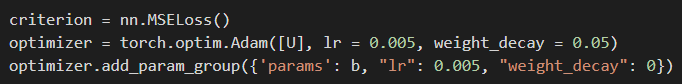 criterion = nn.MSELoss()
optimizer = torch.optim.Adam([U], lr = 0.005, weight_decay = 0.05)
optimizer.add_param_group({'params': b, "lr": 0.005, "weight_decay": 0})